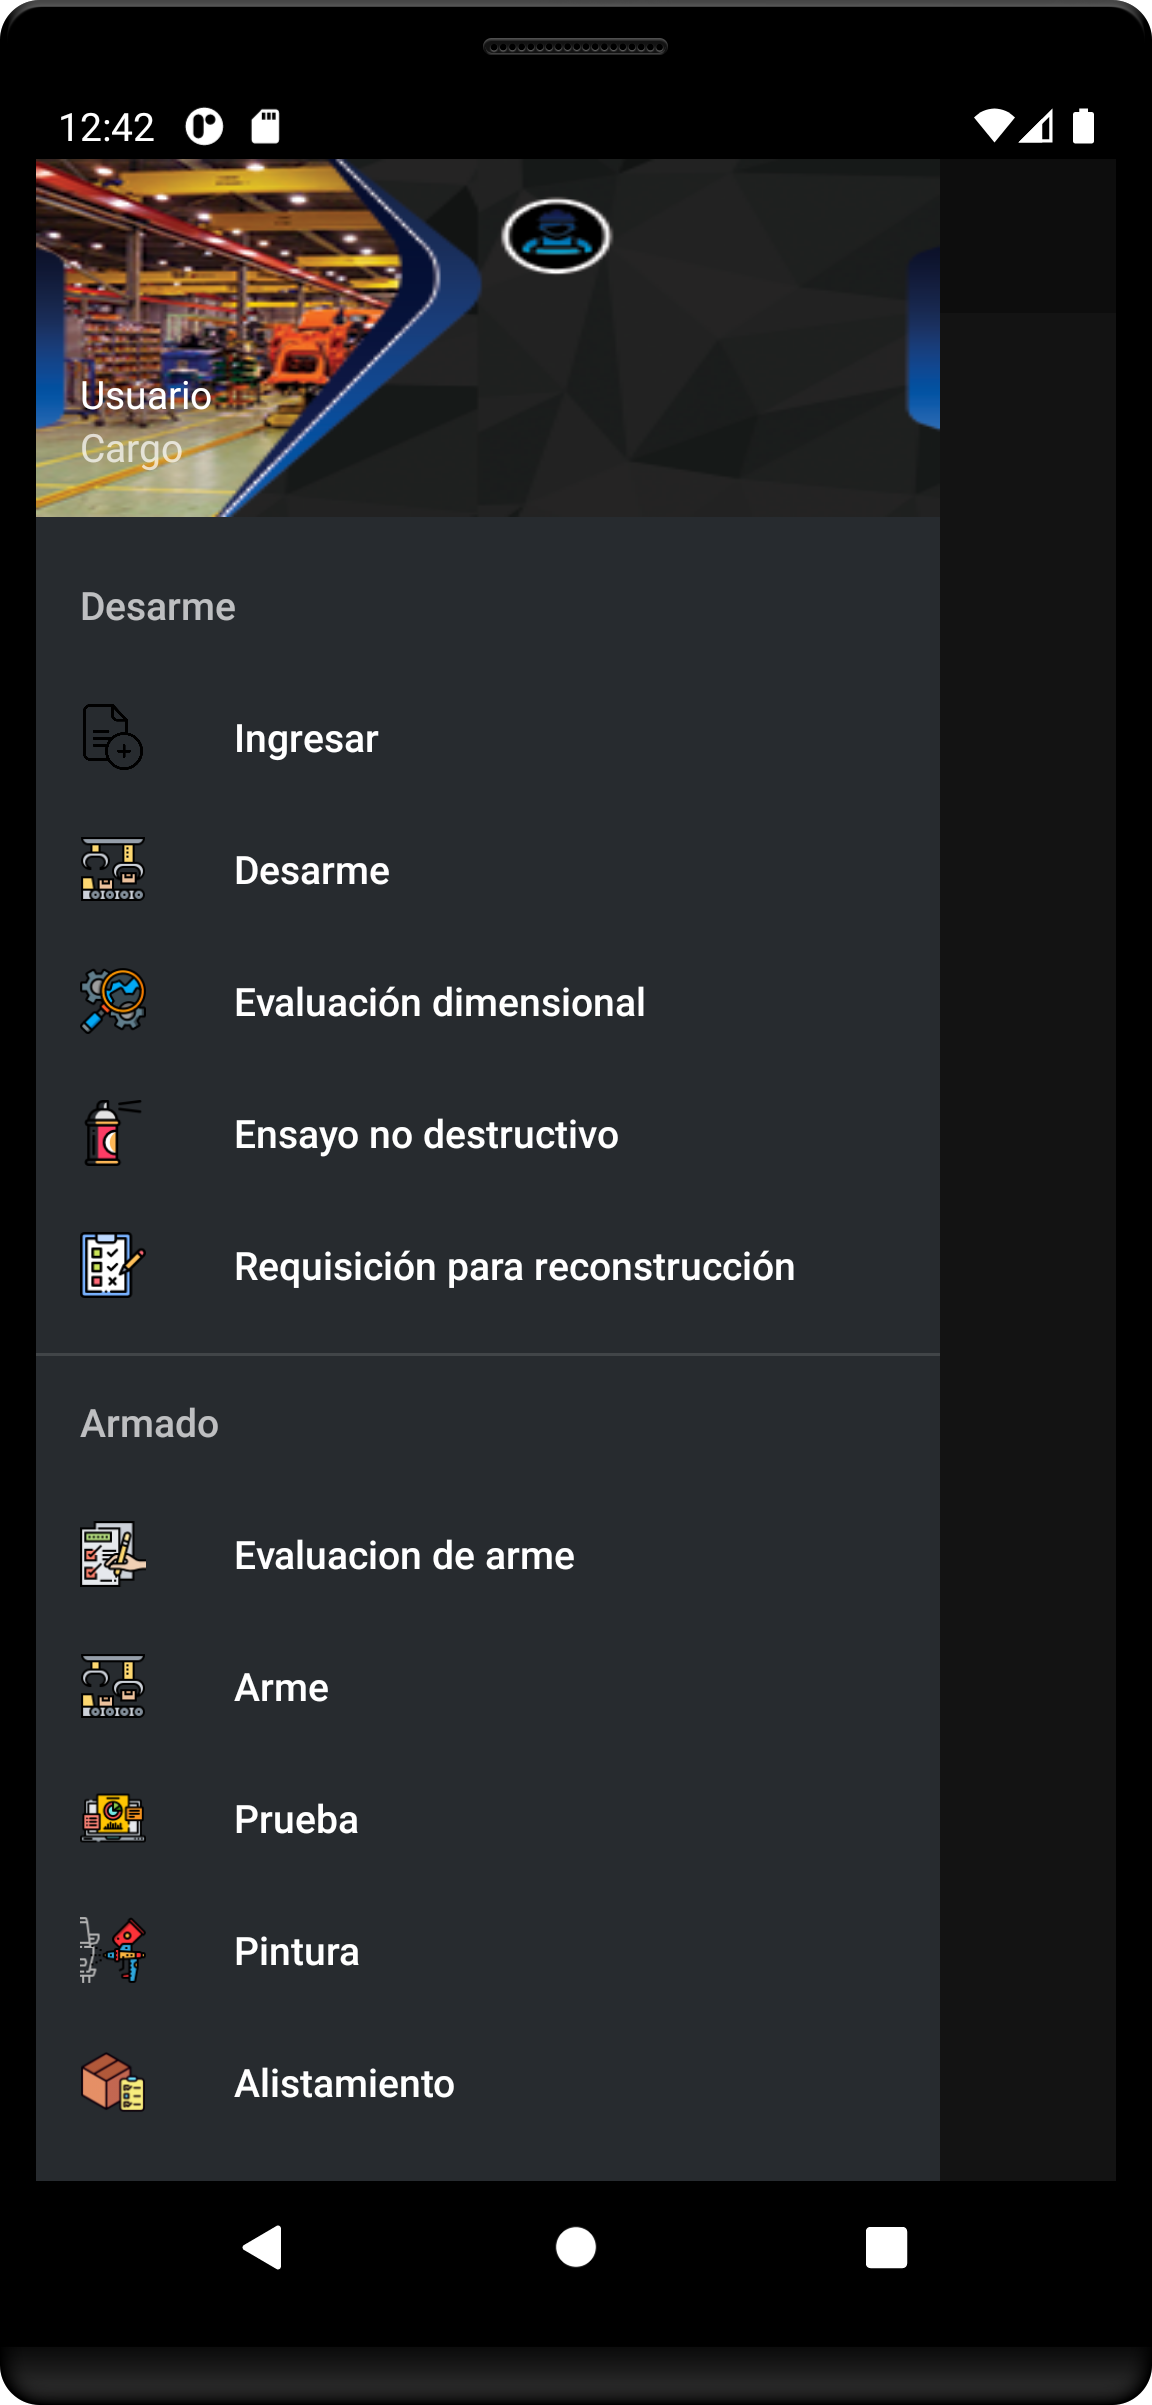 12:42
Usuario
Cargo
Desarme
Ingresar
Desarme
Evaluación dimensional
Ensayo no destructivo
Requisición para reconstrucción
Armado
Evaluacion de arme
Arme
Prueba
Pintura
Alistamiento